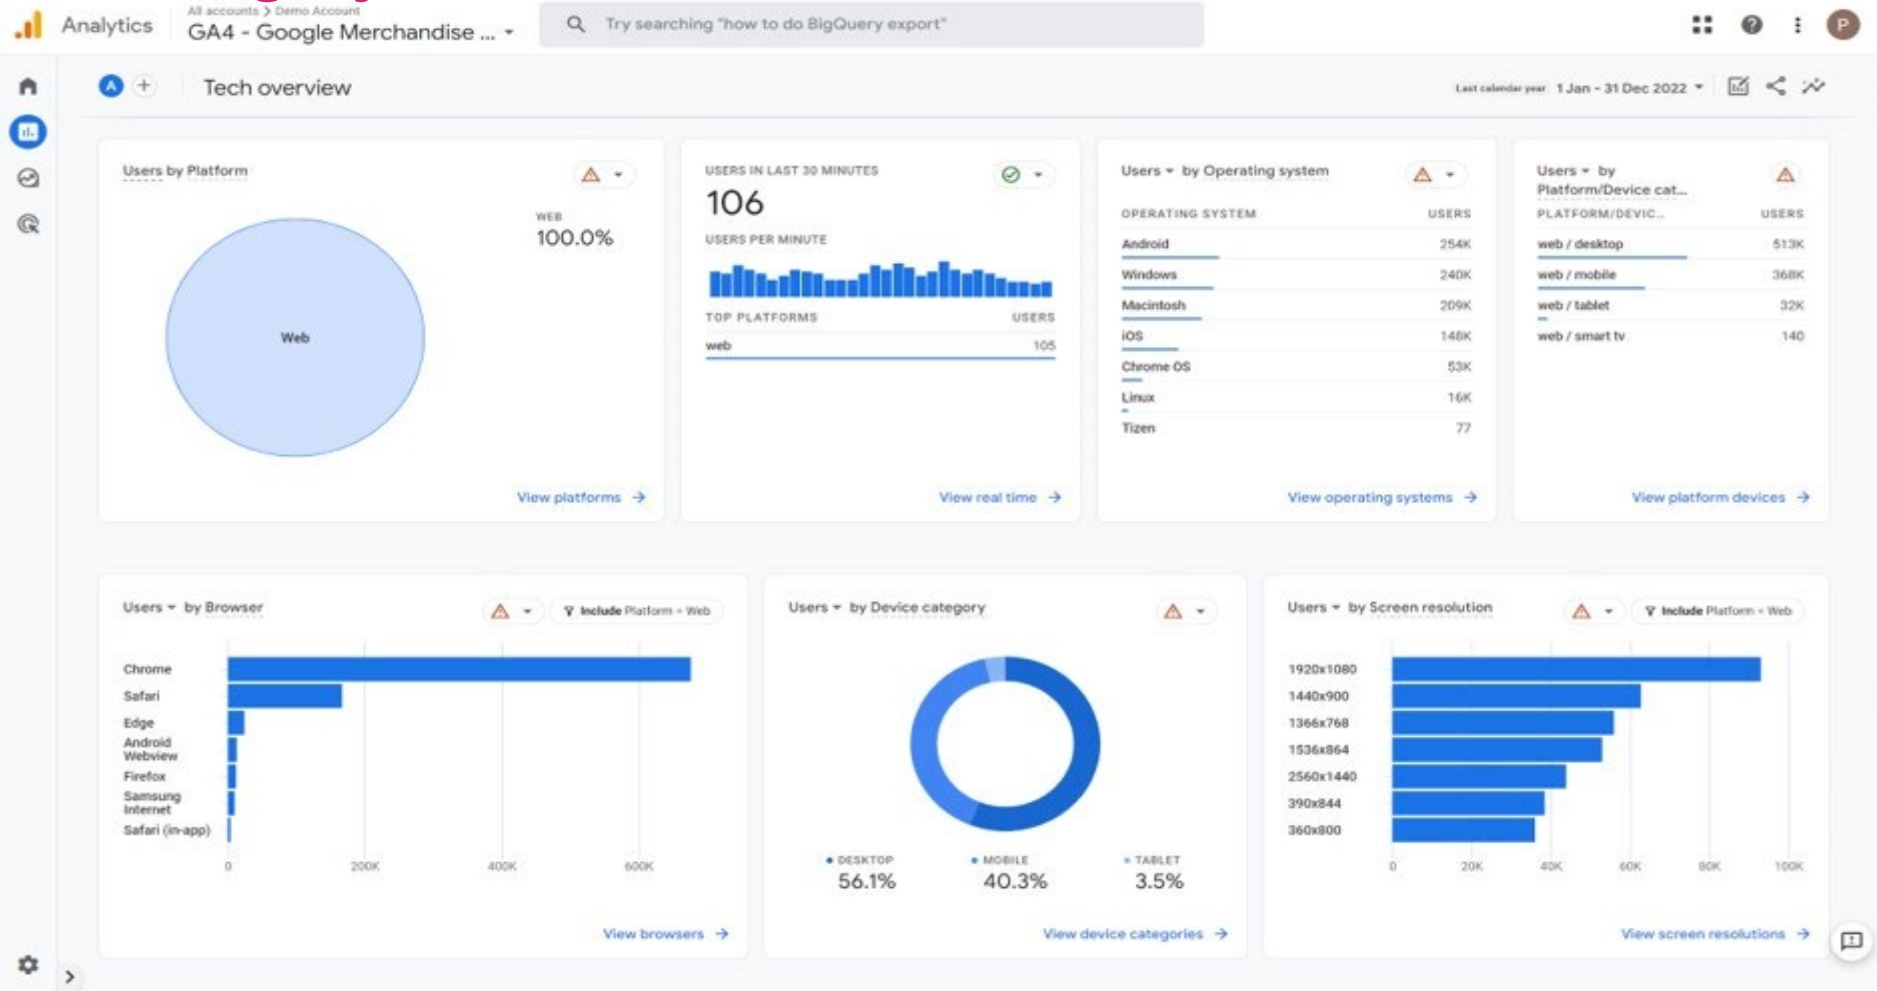 All accounts > Demo Account
Analytics
GA4 - Google Merchandise ...
Try searching "how to do BigQuery export"
P
A
Tech overview
Last calendar year 1 Jan - 31 Dec 2022
Users by Platform
WEB
100.0%
Web
View platforms
USERS IN LAST 30 MINUTES
106
USERS PER MINUTE
TOP PLATFORMS USERS
web 105
View real time
Users by Operating system
OPERATING SYSTEM USERS
Android 254K
Windows 240K
Macintosh 209K
iOS 148K
Chrome OS 53K
Linux 16K
Tizen 77
View operating systems
Users by
Platform/Device cat...
PLATFORM/DEVIC... USERS
web / desktop 513K
web / mobile 368K
web / tablet 32K
web / smart tv 140
View platform devices
Users by Browser
Include Platform = Web
Chrome
Safari
Edge
Android
Webview
Firefox
Samsung
Internet
Safari (in-app)
0 200K 400K 600K
View browsers
Users by Device category
DESKTOP MOBILE TABLET
56.1% 40.3% 3.5%
View device categories
Users by Screen resolution
Include Platform = Web
1920x1080
1440x900
1366x768
1536x864
2560x1440
390x844
360x800
0 20K 40K 60K 80K 100K
View screen resolutions